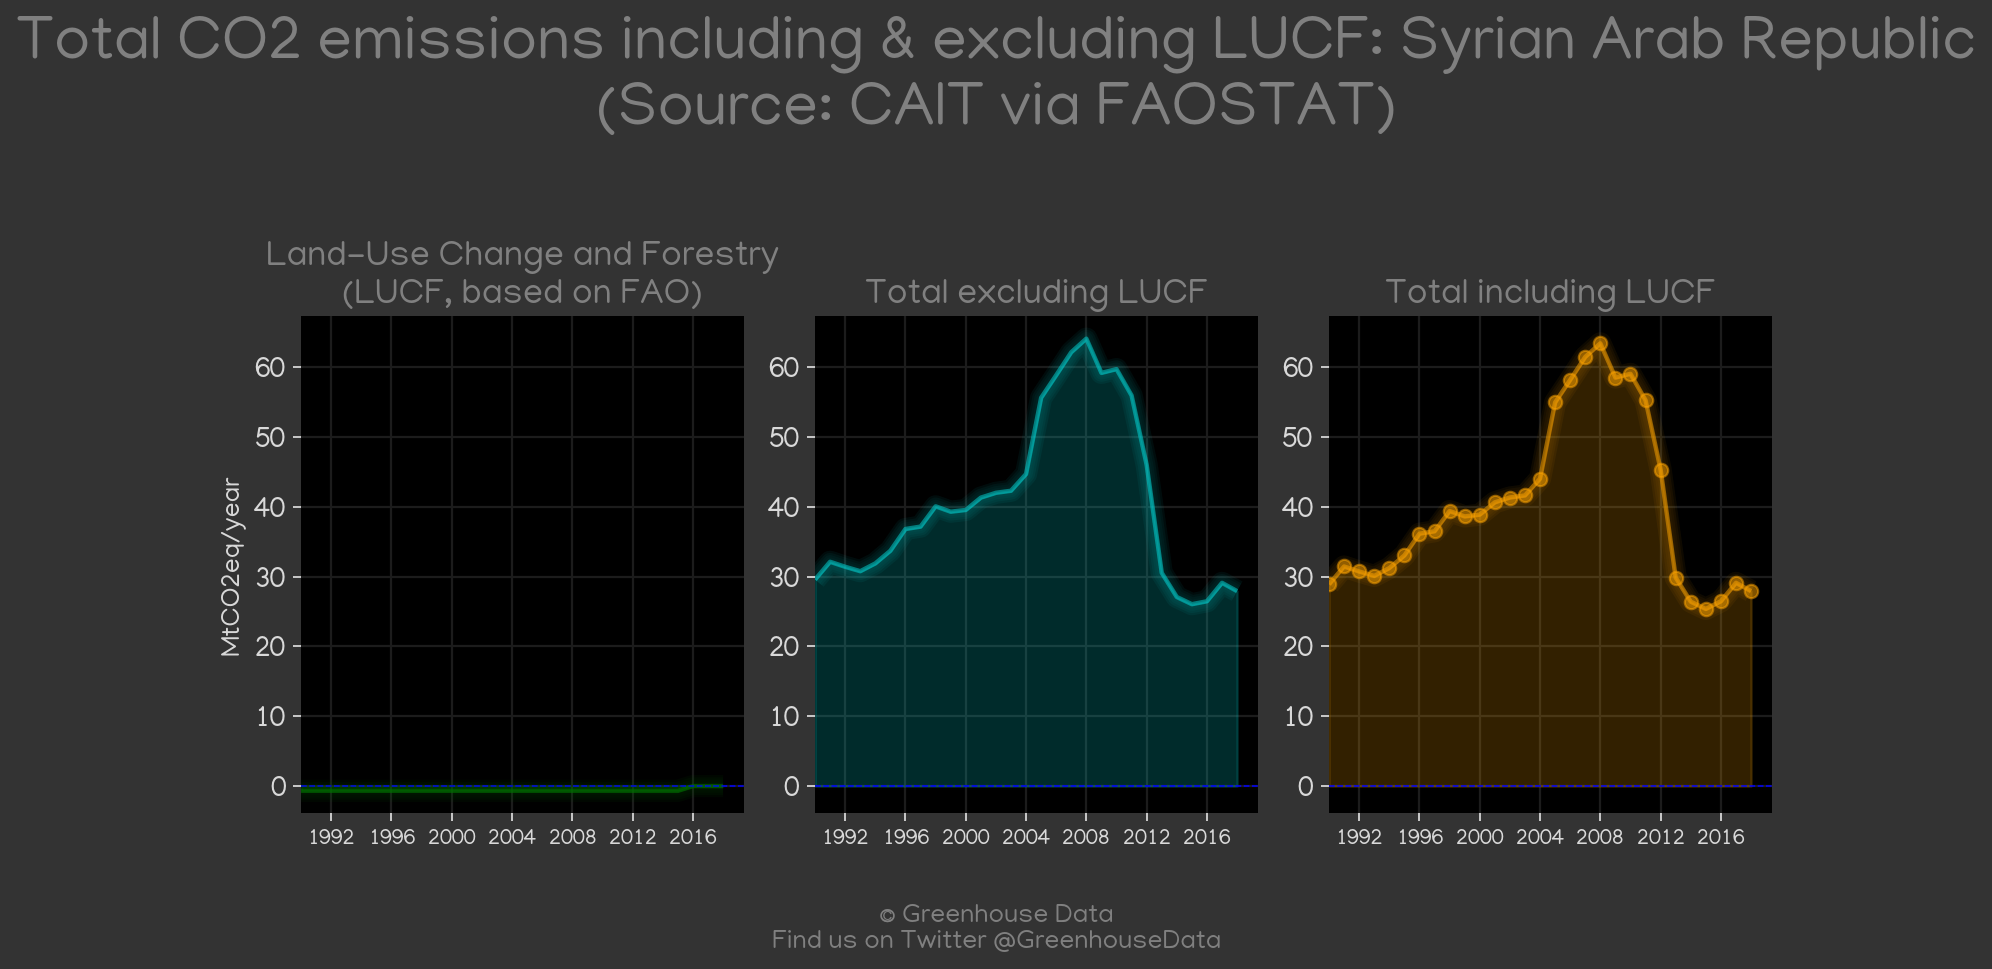 Total CO2 emissions including & excluding LUCF: Syrian Arab Republic
(Source: CAIT via FAOSTAT)
Land-Use Change and Forestry
(LUCF, based on FAO)
Total excluding LUCF
Total including LUCF
MtCO2eq/year
60
50
40
30
20
10
0
1992 1996 2000 2004 2008 2012 2016
60
50
40
30
20
10
0
1992 1996 2000 2004 2008 2012 2016
60
50
40
30
20
10
0
1992 1996 2000 2004 2008 2012 2016
© Greenhouse Data
Find us on Twitter @GreenhouseData